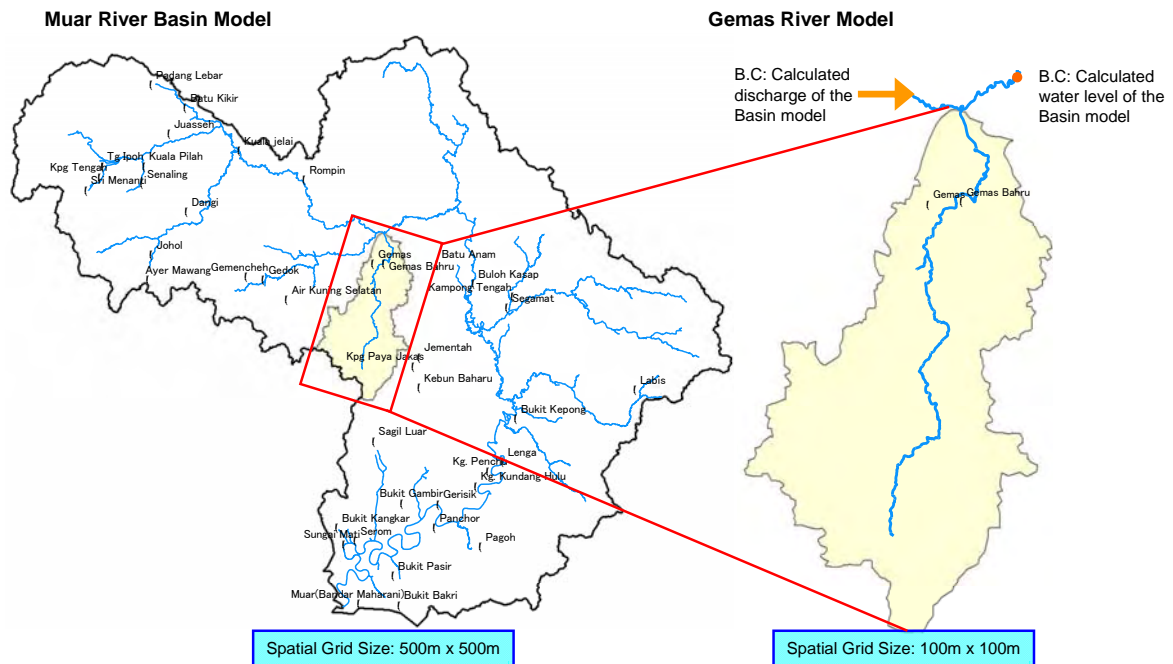 Muar River Basin Model
Gemas River Model
B.C: Calculated
discharge of the
Basin model
B.C: Calculated
water level of the
Basin model
Padang Lebar
Batu Kikir
Juasseh
Kuala jelai
Tg Ipoh
Kuala Pilah
Kpg Tengah
Senaling
Sri Menanti
Rompin
Dangi
Johol
Ayer Mawang
Gemencheh
Gedok
Air Kuning Selatan
Gemas
Gemas Bahru
Batu Anam
Buloh Kasap
Kampong Tengah
Segamat
Kpg Paya Jakas
Jementah
Kebun Baharu
Labis
Bukit Kepong
Sagil Luar
Lenga
Kg. Penchu
Kg. Kundang Hulu
Bukit Gambir
Gerisik
Bukit Kangkar
Panchor
Sungai Mati
Serom
Pagoh
Bukit Pasir
Muar(Bandar Maharani)
Bukit Bakri
Gemas
Gemas Bahru
Spatial Grid Size: 500m x 500m
Spatial Grid Size: 100m x 100m